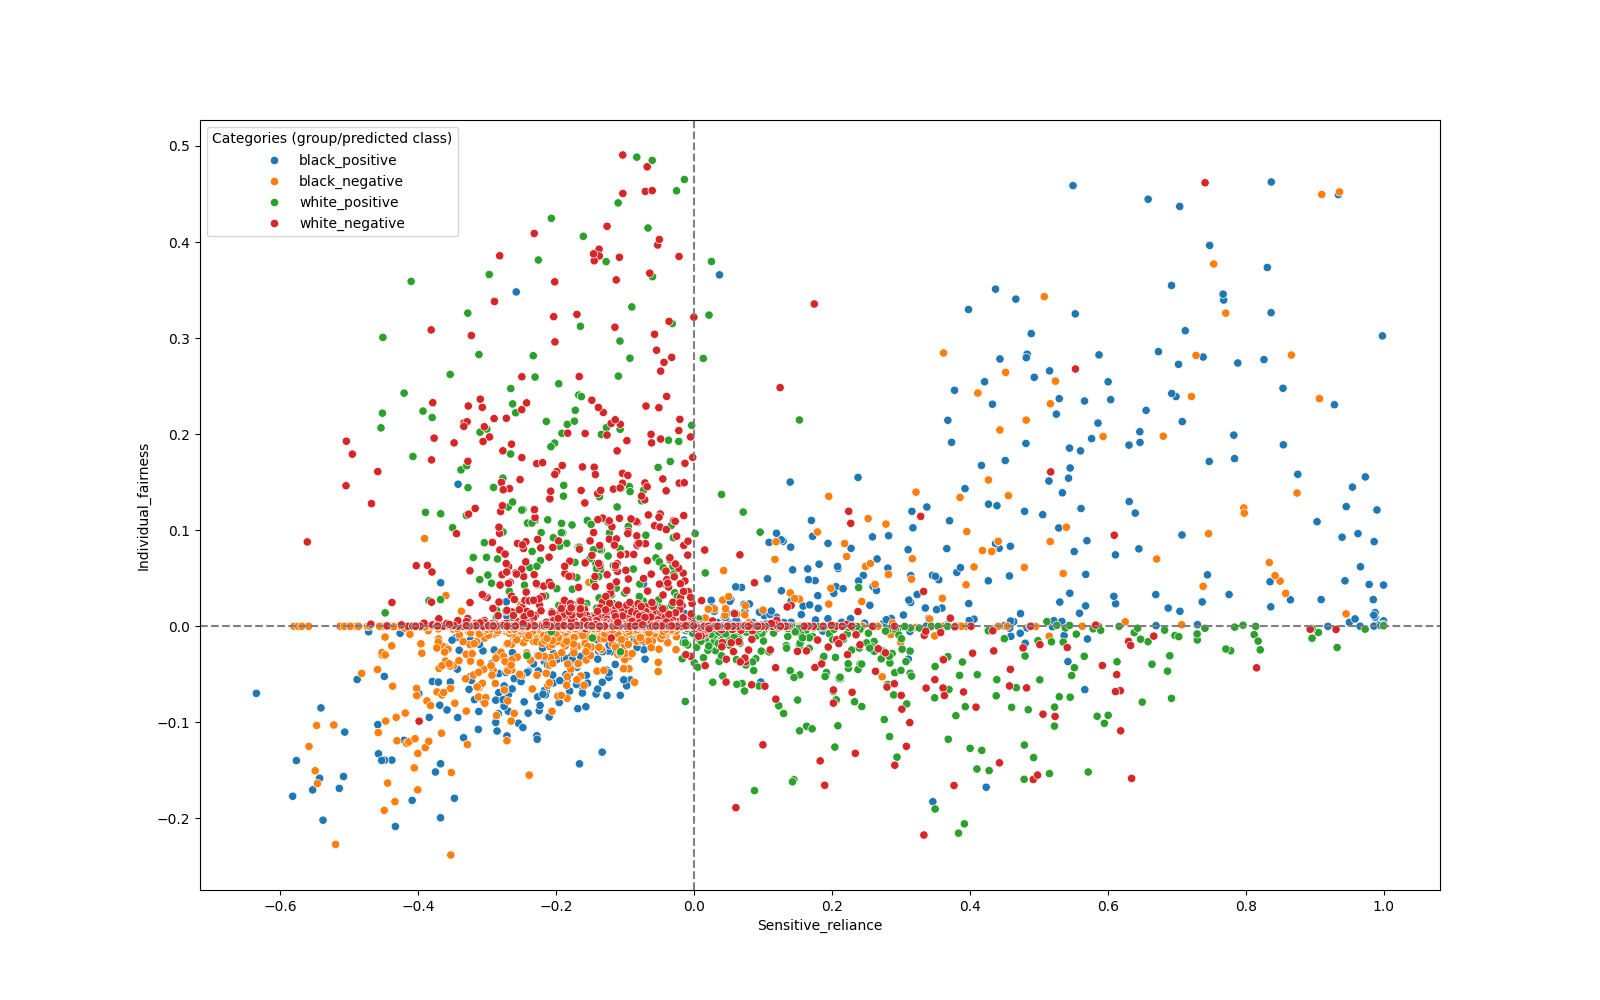 Categories (group/predicted class)
black_positive
black_negative
white_positive
white_negative
0.5
0.4
0.3
0.2
0.1
0.0
−0.1
−0.2
Individual_fairness
−0.6
−0.4
−0.2
0.0
0.2
0.4
0.6
0.8
1.0
Sensitive_reliance